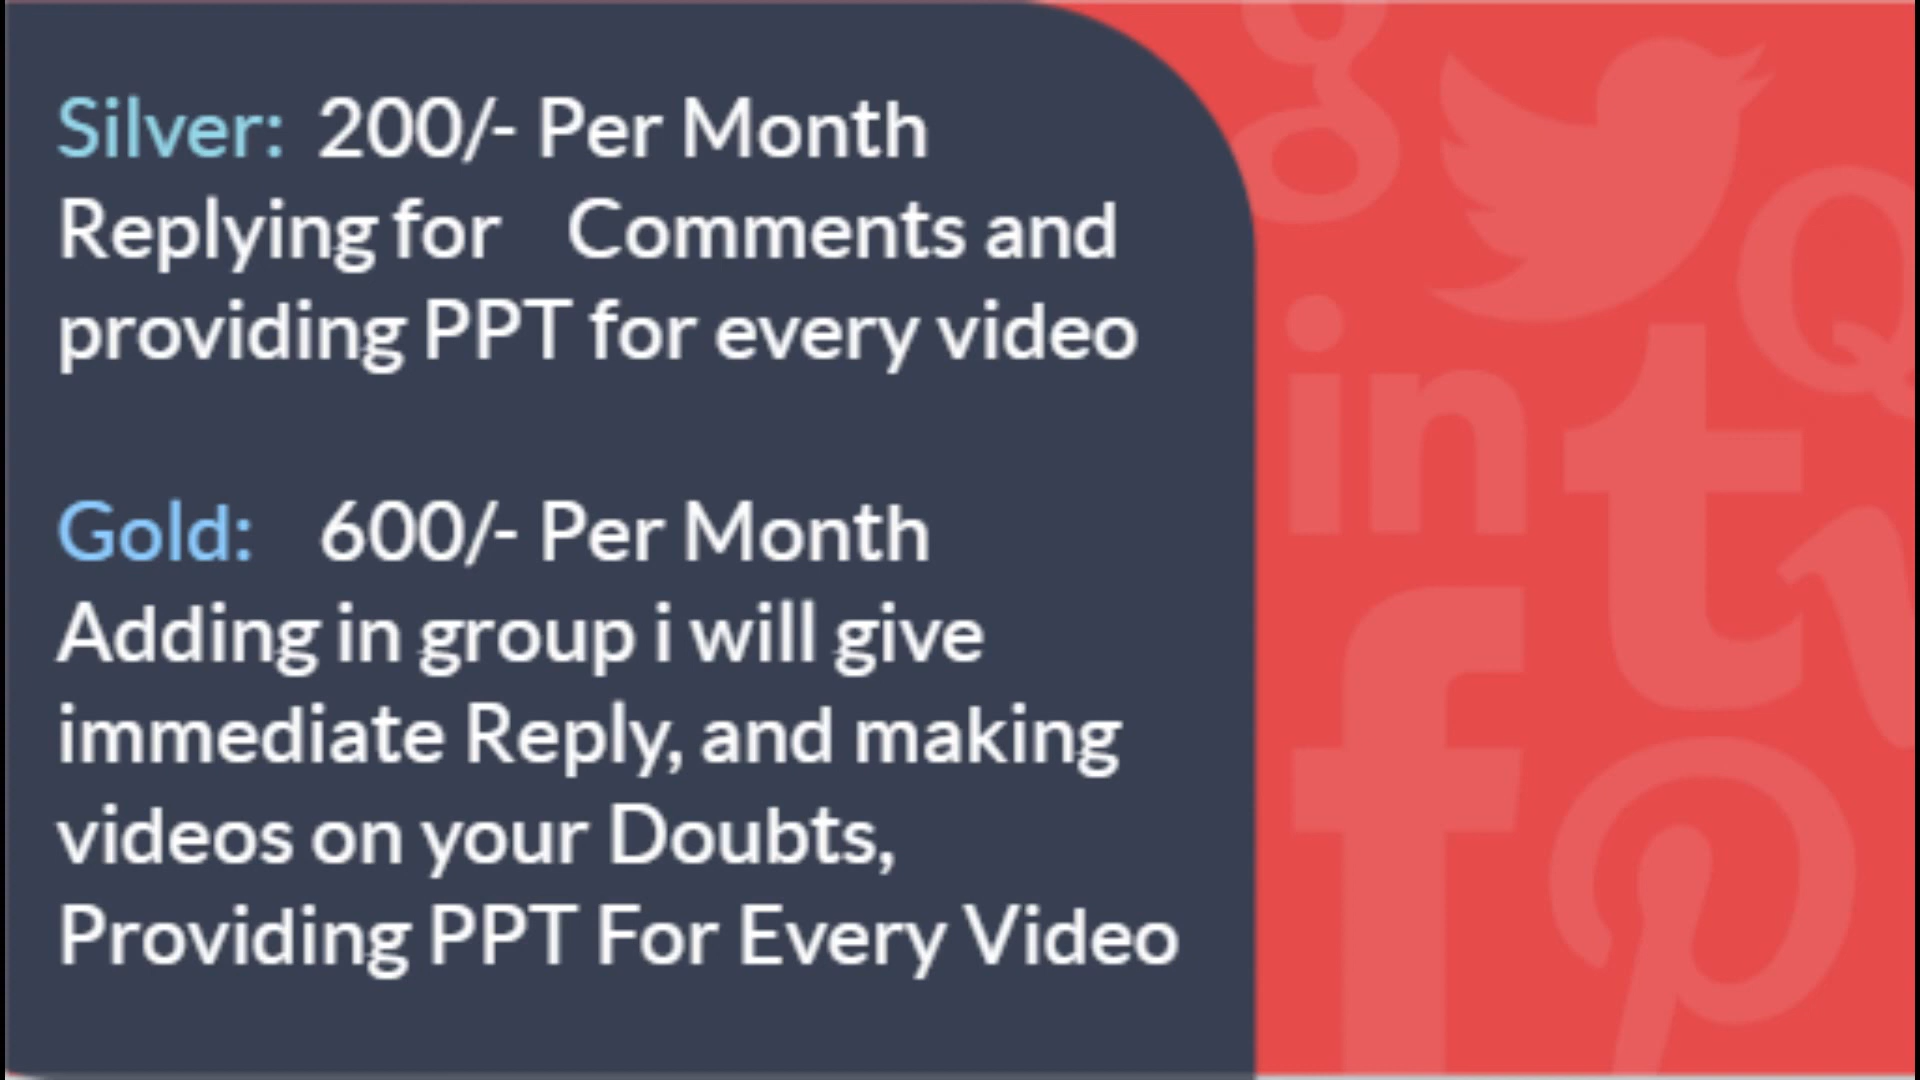 Silver: 200/- Per Month
Replying for Comments and
providing PPT for every video
Gold: 600/- Per Month
Adding in group i will give
immediate Reply, and making
videos on your Doubts,
Providing PPT For Every Video